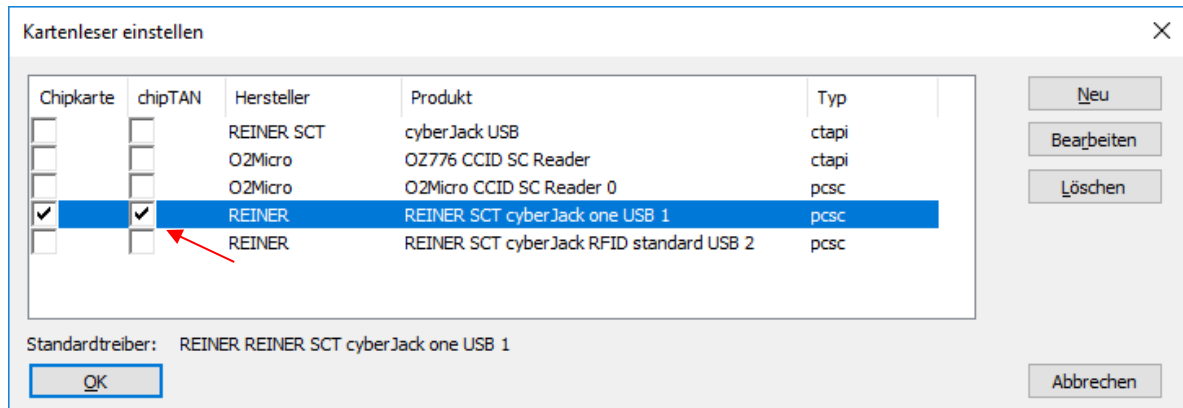 Kartenleser einstellen
Chipkarte chipTAN Hersteller Produkt Typ Neu
REINER SCT cyberJack USB ctapi Bearbeiten
O2Micro OZ776 CCID SC Reader ctapi
O2Micro O2Micro CCID SC Reader 0 pcsc Löschen
REINER REINER SCT cyberJack one USB 1 pcsc
REINER REINER SCT cyberJack RFID standard USB 2 pcsc
Standardtreiber: REINER REINER SCT cyberJack one USB 1
OK Abbrechen